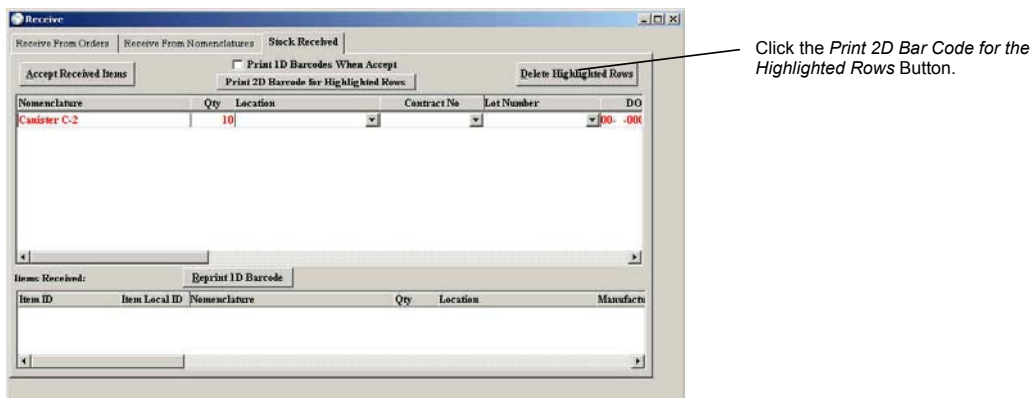 Receive
Receive From Orders Receive From Nomenclatures Stock Received
Print 1D Barcodes When Accept
Accept Received Items Print 2D Barcode for Highlighted Rows Delete Highlighted Rows
Nomenclature Qty Location Contract No Lot Number DO
Canister C-2 10 00- -000
Items Received: Reprint 1D Barcode
Item ID Item Local ID Nomenclature Qty Location Manufactu
Click the Print 2D Bar Code for the
Highlighted Rows Button.